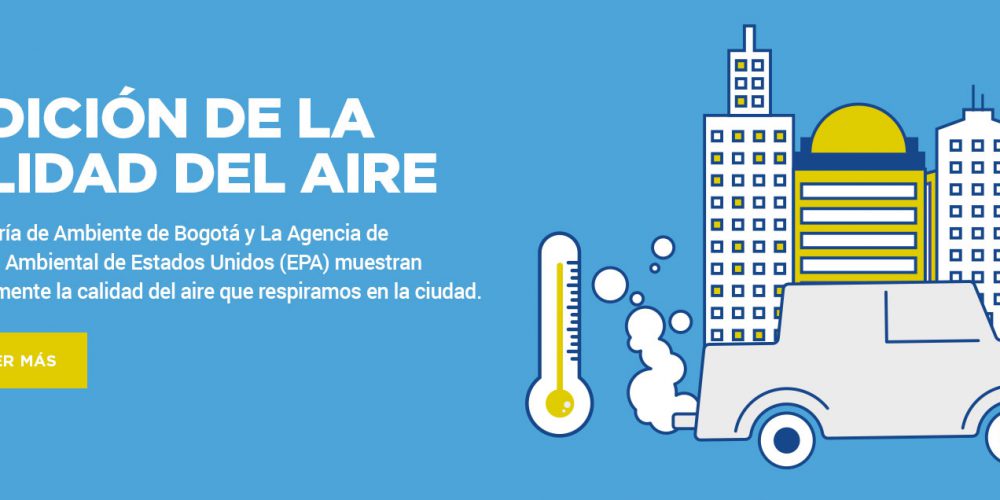 DICIÓN DE LA
LIDAD DEL AIRE
ría de Ambiente de Bogotá y La Agencia de
Ambiental de Estados Unidos (EPA) muestran
mente la calidad del aire que respiramos en la ciudad.
ER MÁS